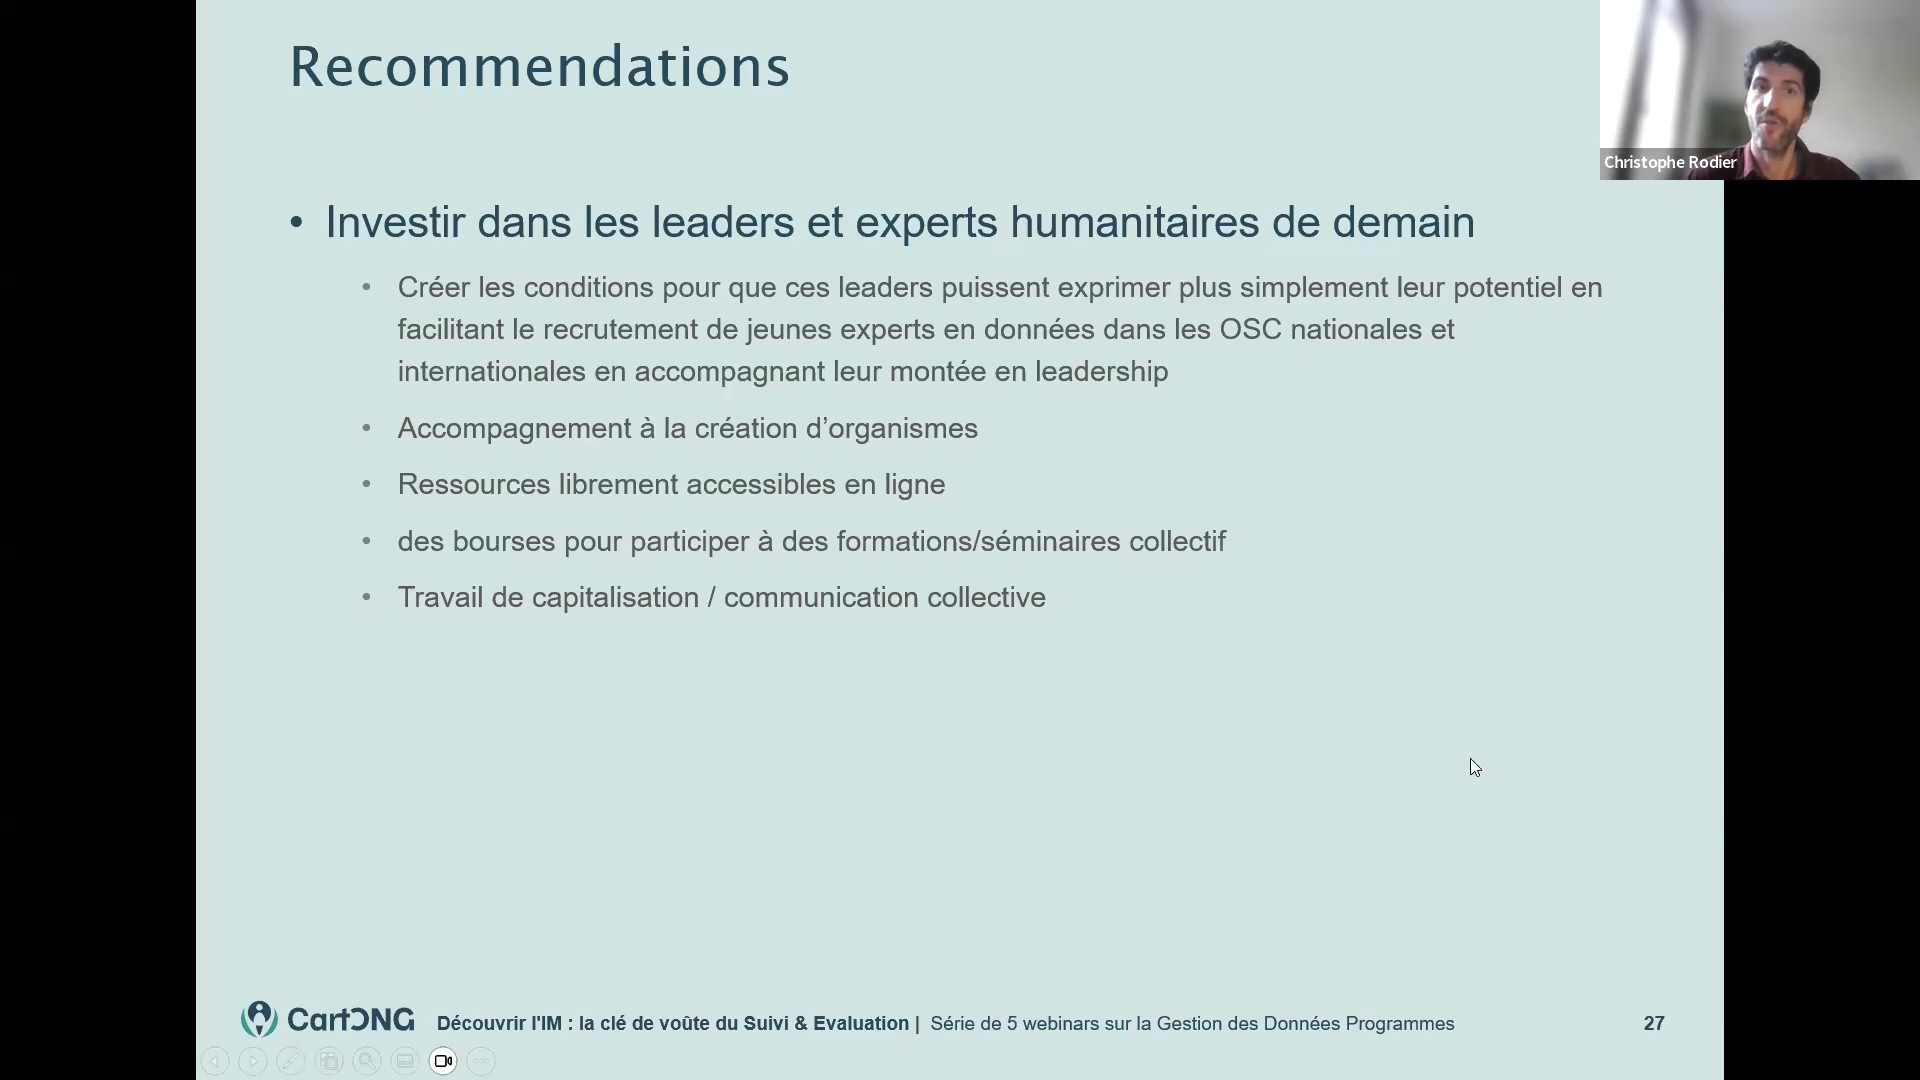 Recommendations
Christophe Rodier
• Investir dans les leaders et experts humanitaires de demain
• Créer les conditions pour que ces leaders puissent exprimer plus simplement leur potentiel en
facilitant le recrutement de jeunes experts en données dans les OSC nationales et
internationales en accompagnant leur montée en leadership
• Accompagnement à la création d’organismes
• Ressources librement accessibles en ligne
• des bourses pour participer à des formations/séminaires collectif
• Travail de capitalisation / communication collective
CartONG Découvrir l'IM : la clé de voûte du Suivi & Evaluation | Série de 5 webinars sur la Gestion des Données Programmes 27